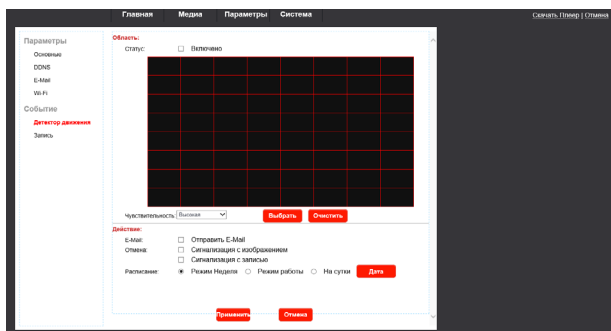 Главная Медиа Параметры Система Скачать Плеер | Отмена
Параметры
Основные
DDNS
E-Mail
Wi-Fi
Событие
Детектор движения
Запись
Область:
Статус: Включено
Чувствительность: Высокая Выбрать Очистить
Действие:
E-Mail: Отправить E-Mail
Отмена: Сигнализация с изображением
Сигнализация с записью
Расписание: Режим Неделя Режим работы На сутки Дата
Применить Отмена